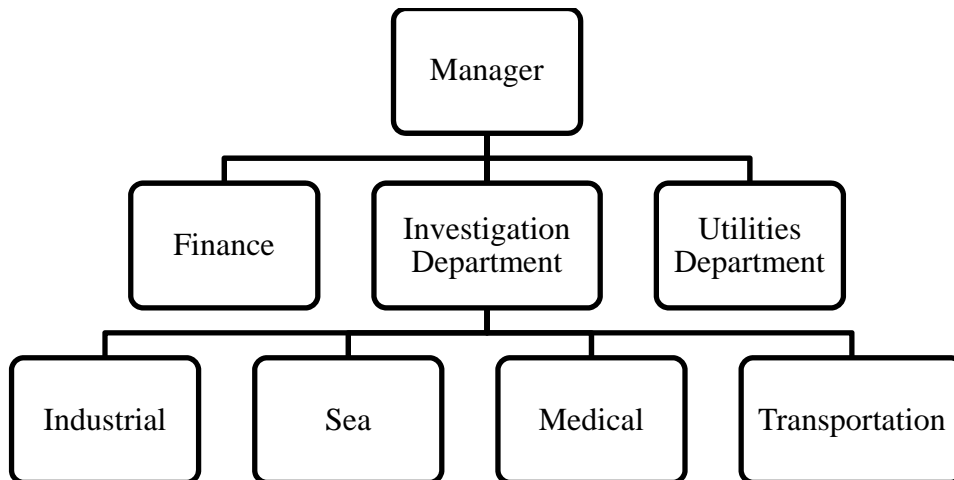 Manager
Finance
Investigation
Department
Utilities
Department
Industrial
Sea
Medical
Transportation